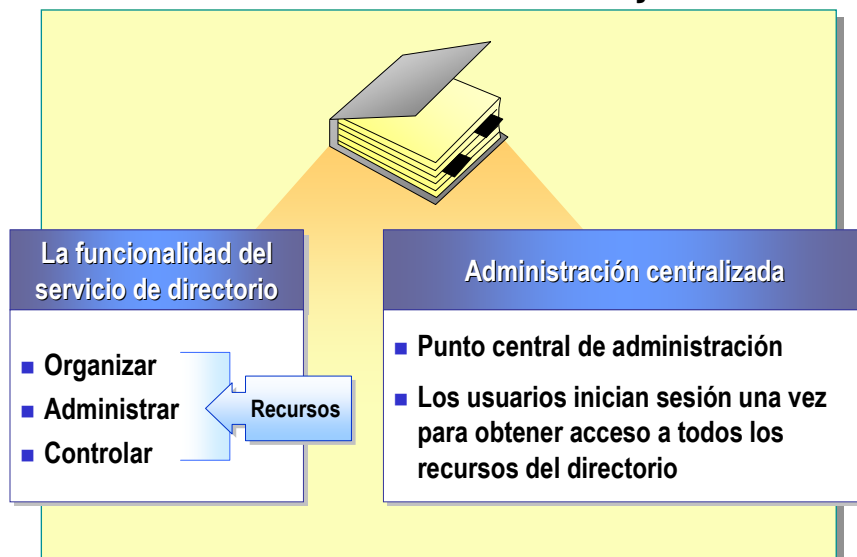 La funcionalidad del
servicio de directorio
Organizar
Administrar
Controlar
Recursos
Administración centralizada
Punto central de administración
Los usuarios inician sesión una vez
para obtener acceso a todos los
recursos del directorio